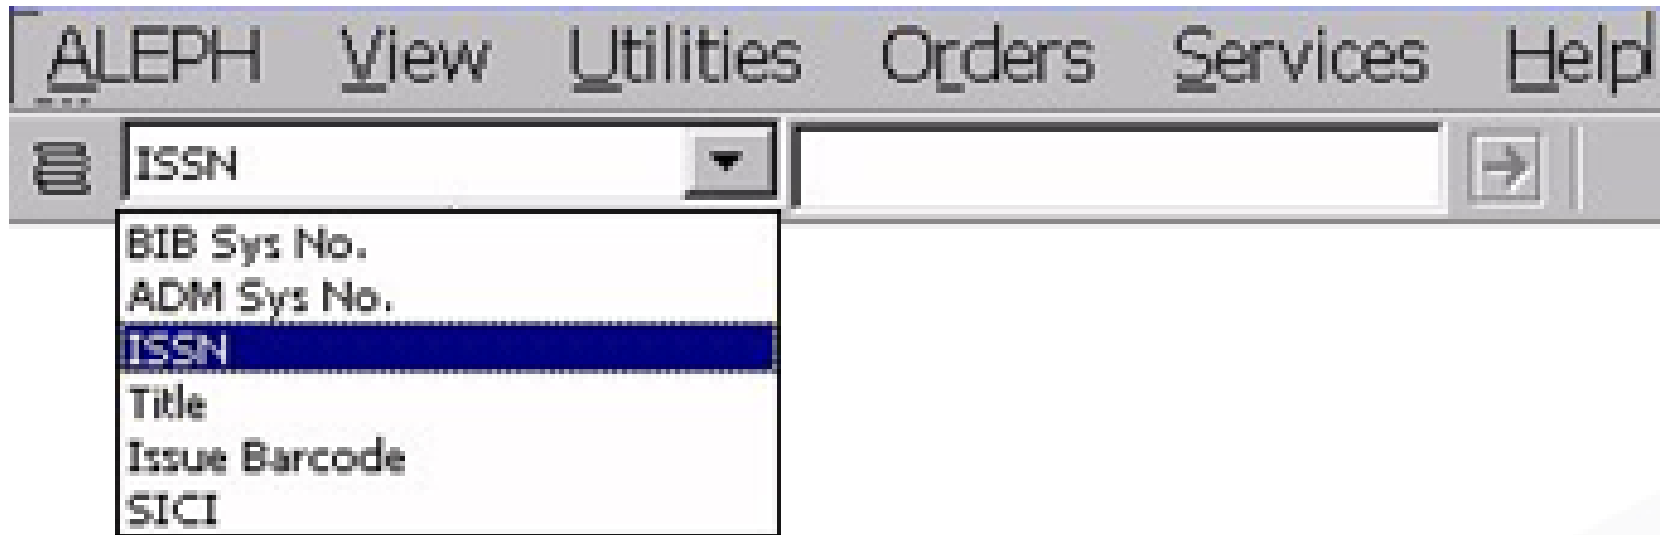 ALEPH View Utilities Orders Services Help
ISSN
BIB Sys No.
ADM Sys No.
ISSN
Title
Issue Barcode
SICI